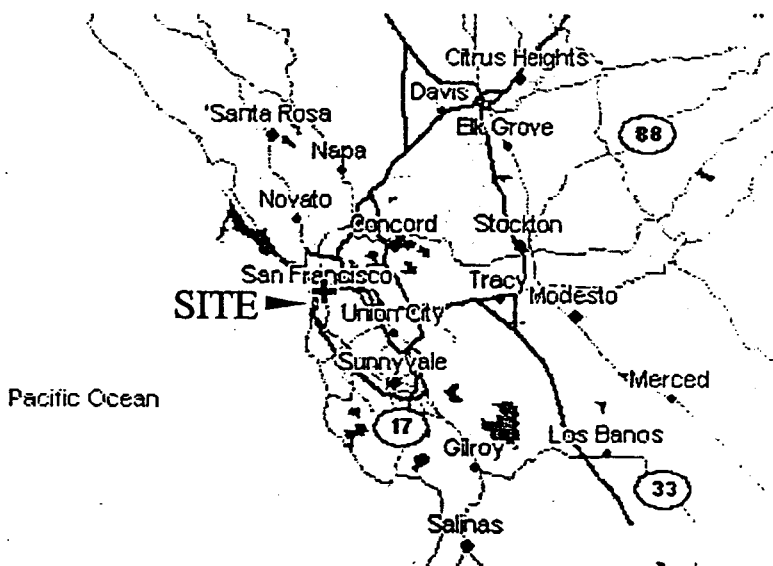 Citrus Heights
Davis
Santa Rosa
Elk Grove
88
Napa
Novato
Concord
Stockton
San Francisco
Tracy
SITE
Union City
Modesto
Sunnyvale
Merced
Pacific Ocean
17
Los Banos
Gilroy
33
Salinas